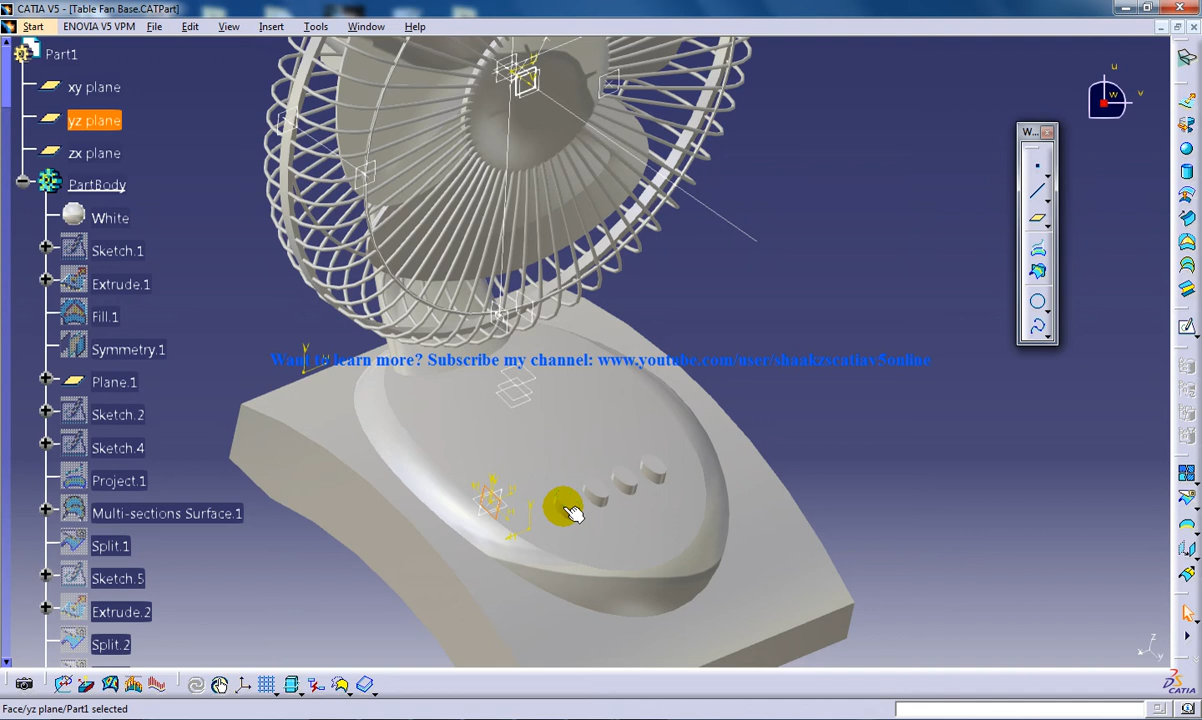 CATIA V5 - [Table Fan Base.CATPart]
Start ENOVIA V5 VPM File Edit View Insert Tools Window Help
Part1
xy plane
yz plane
zx plane
PartBody
White
Sketch.1
Extrude.1
Fill.1
Symmetry.1
Plane.1
Sketch.2
Sketch.4
Project.1
Multi-sections Surface.1
Split.1
Sketch.5
Extrude.2
Split.2
W...
u
v
w
Want to learn more? Subscribe my channel: www.youtube.com/user/shaakzscatiav5online
z
x
y
DS
CATIA
Face/yz plane/Part1 selected